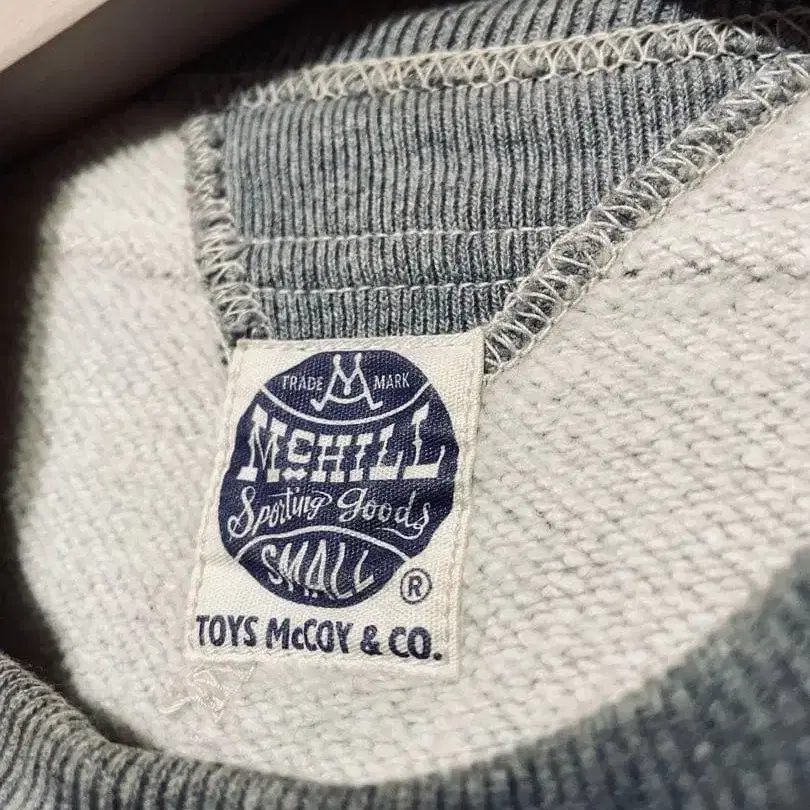 TRADE M MARK
McHILL
Sporting Goods
SMALL
®
TOYS McCOY & CO.